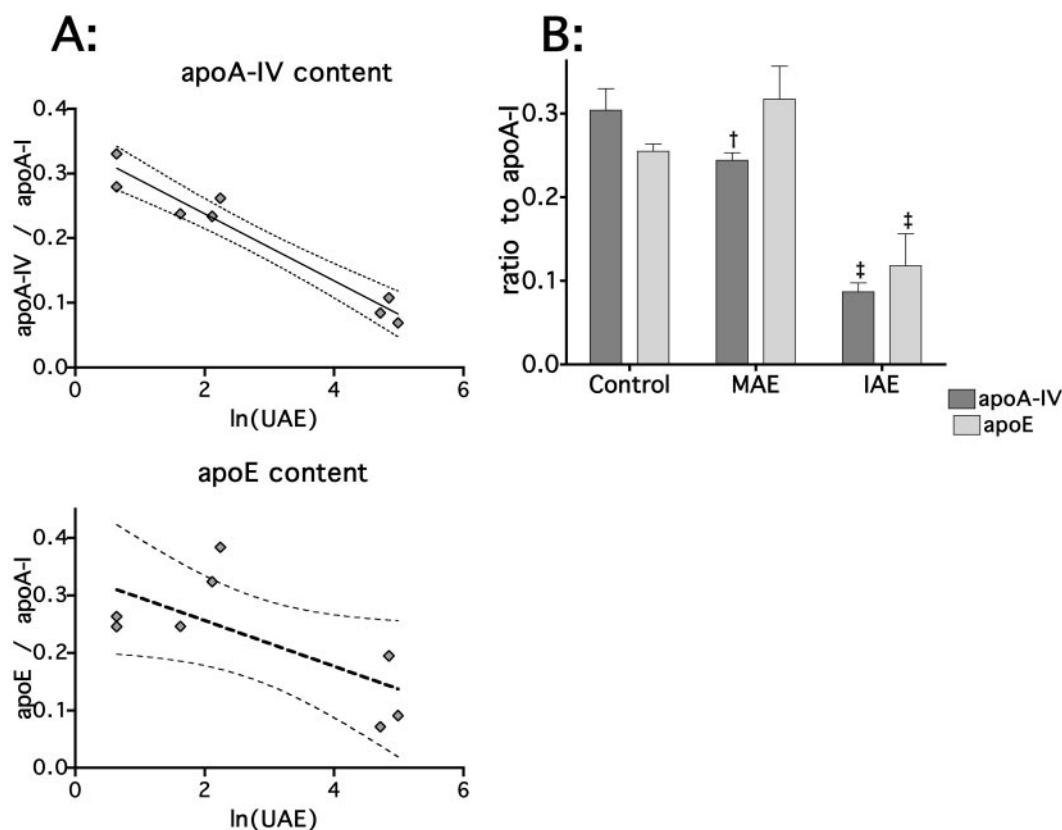 A:
apoA-IV content
0.4
0.3
0.2
0.1
0.0
apoA-IV / apoA-I
0
2
4
6
ln(UAE)
apoE content
0.4
0.3
0.2
0.1
0.0
apoE / apoA-I
0
2
4
6
ln(UAE)
B:
0.3
0.2
0.1
0.0
ratio to apoA-I
†
‡
‡
Control
MAE
IAE
apoA-IV
apoE